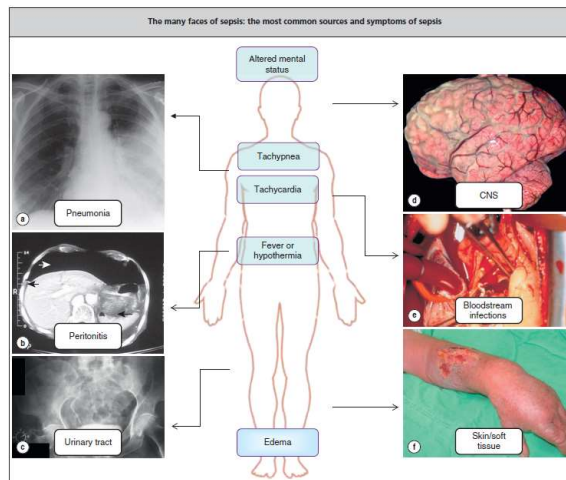 The many faces of sepsis: the most common sources and symptoms of sepsis
Altered mental
status
Tachypnea
Tachycardia
Fever or
hypothermia
Edema
a
Pneumonia
b
Peritonitis
c
Urinary tract
d
CNS
e
Bloodstream
infections
f
Skin/soft
tissue